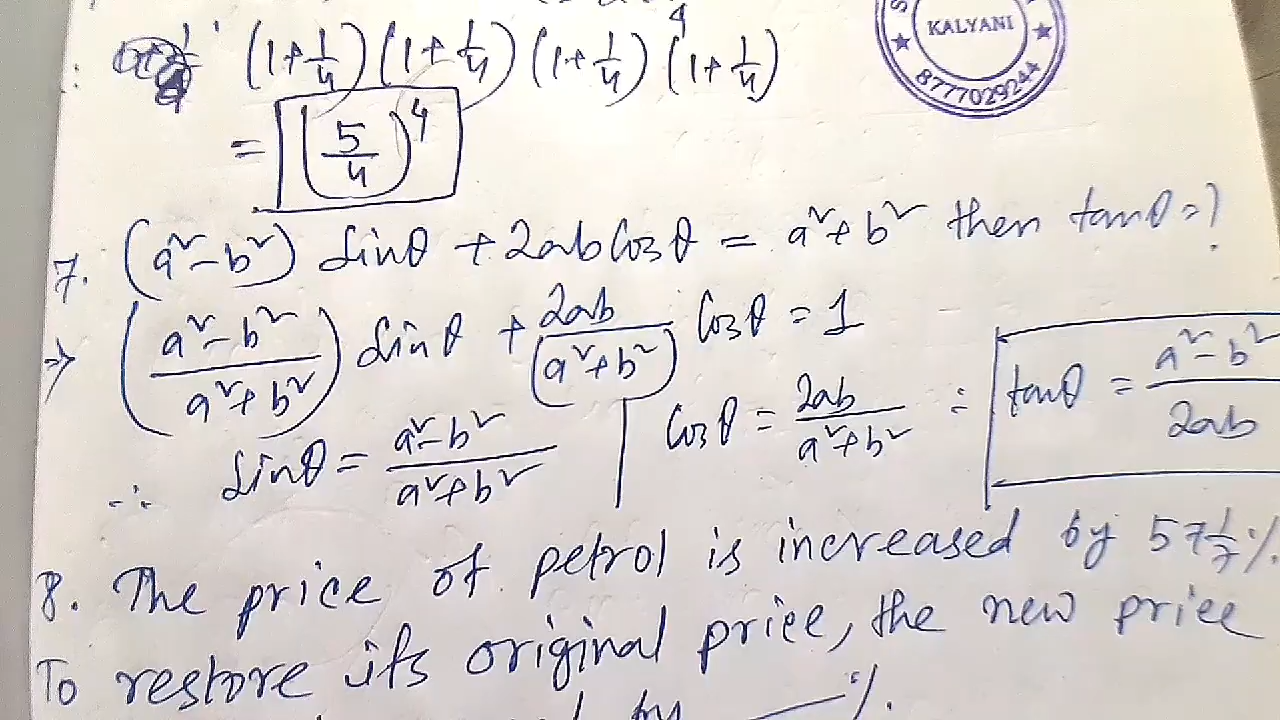 (1+1/4)(1+1/4)(1+1/4)(1+1/4)
4
KALYANI
8777029244
= (5/4)^4
7. (a²-b²) Sinθ + 2ab Cosθ = a²+b² then tanθ=?
⇒ ((a²-b²)/(a²+b²)) Sinθ + 2ab/(a²+b²) Cosθ = 1
∴ Sinθ = (a²-b²)/(a²+b²) | Cosθ = 2ab/(a²+b²) = tanθ = (a²-b²)/2ab
8. The price of petrol is increased by 57 1/7 %.
To restore its original price, the new price
by ___%.